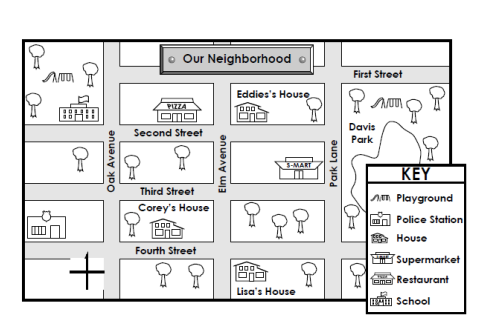 Our Neighborhood
First Street
Eddies's House
PIZZA
Davis
Park
Second Street
Oak Avenue
Elm Avenue
Park Lane
S-MART
Third Street
Corey's House
Fourth Street
Lisa's House
KEY
Playground
Police Station
House
Supermarket
Restaurant
School